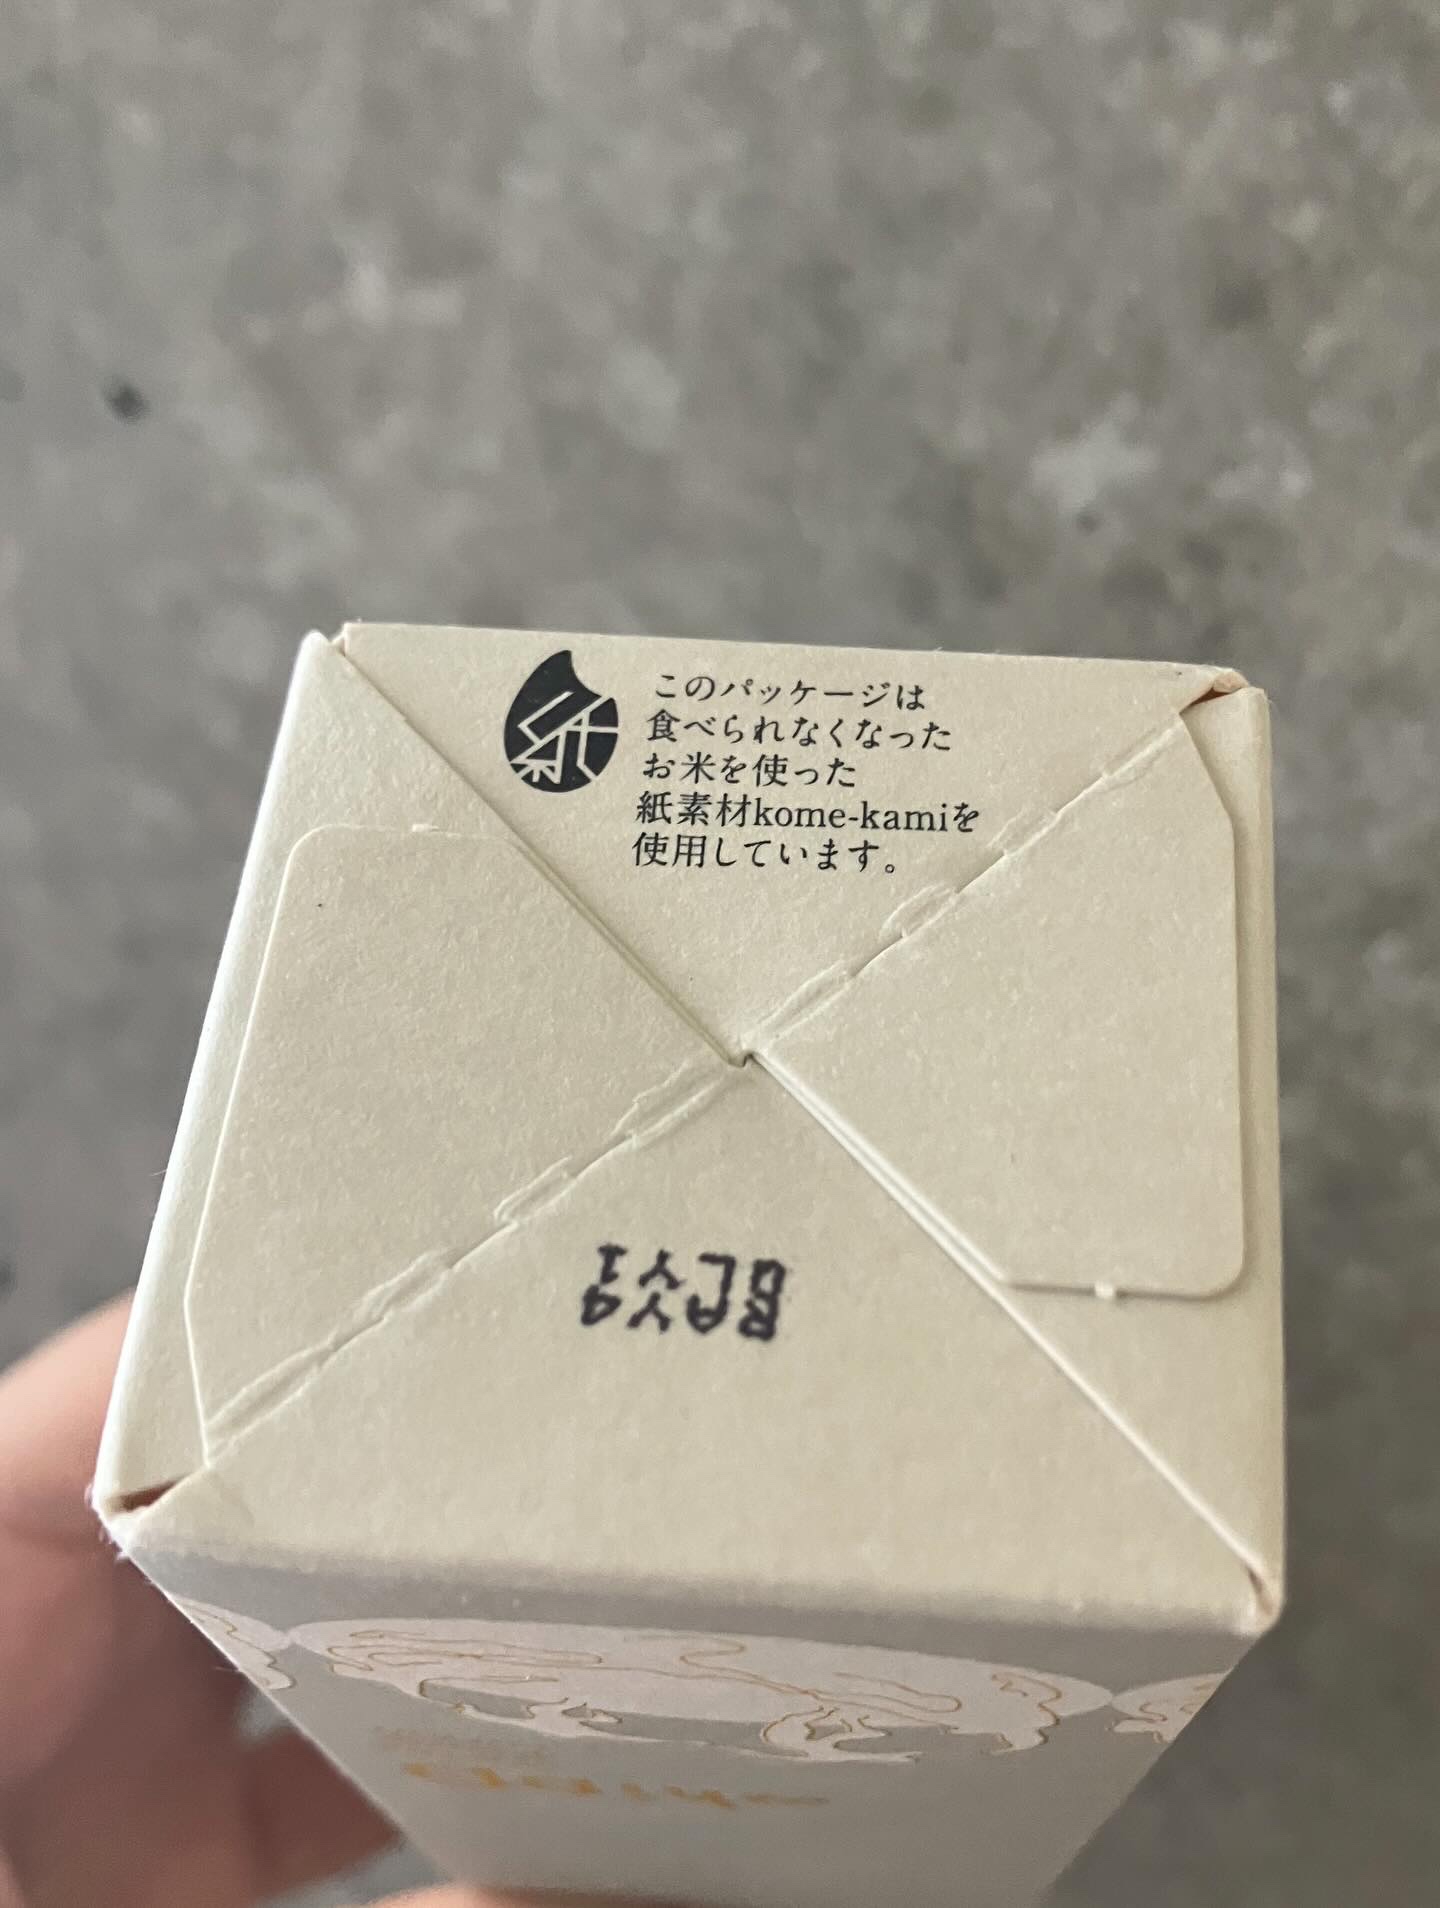 紙
このパッケージは
食べられなくなった
お米を使った
紙素材kome-kamiを
使用しています。